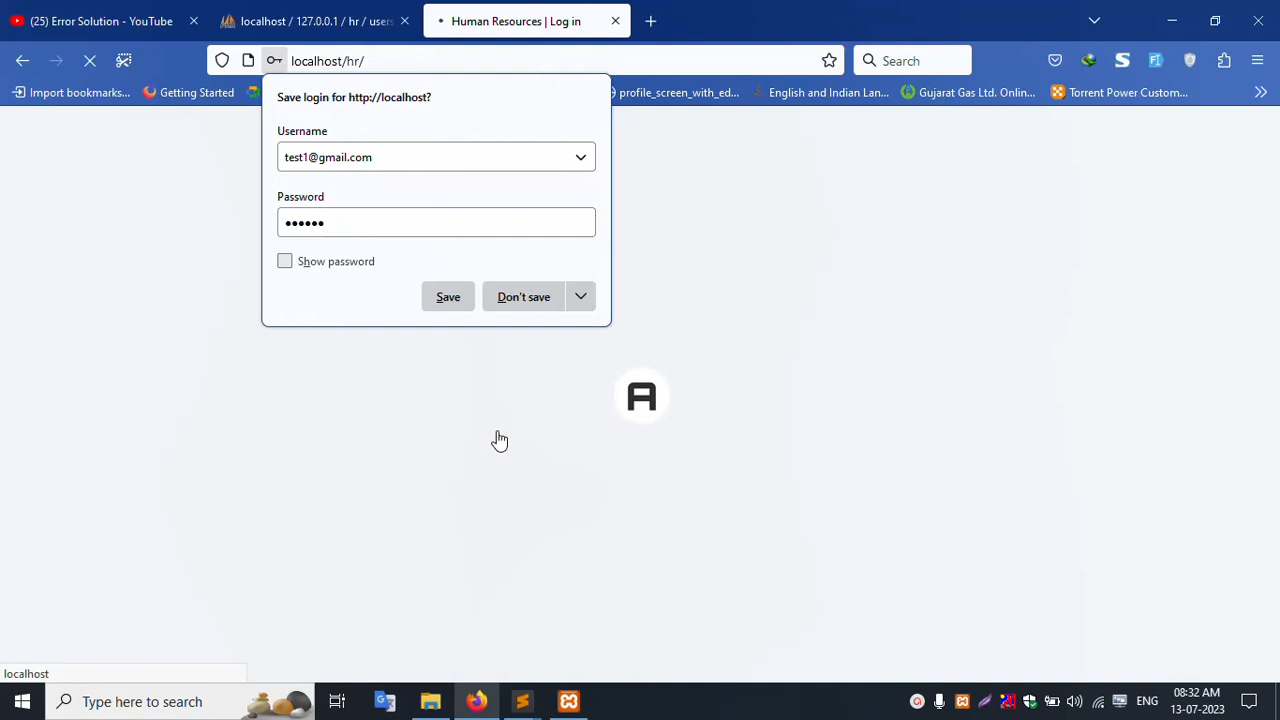 (25) Error Solution - YouTube
localhost / 127.0.0.1 / hr / users
Human Resources | Log in
localhost/hr/
Search
Import bookmarks...
Getting Started
profile_screen_with_ed...
English and Indian Lan...
Gujarat Gas Ltd. Onlin...
Torrent Power Custom...
Save login for http://localhost?
Username
test1@gmail.com
Password
••••••
Show password
Save
Don't save
A
localhost
Type here to search
ENG
08:32 AM
13-07-2023